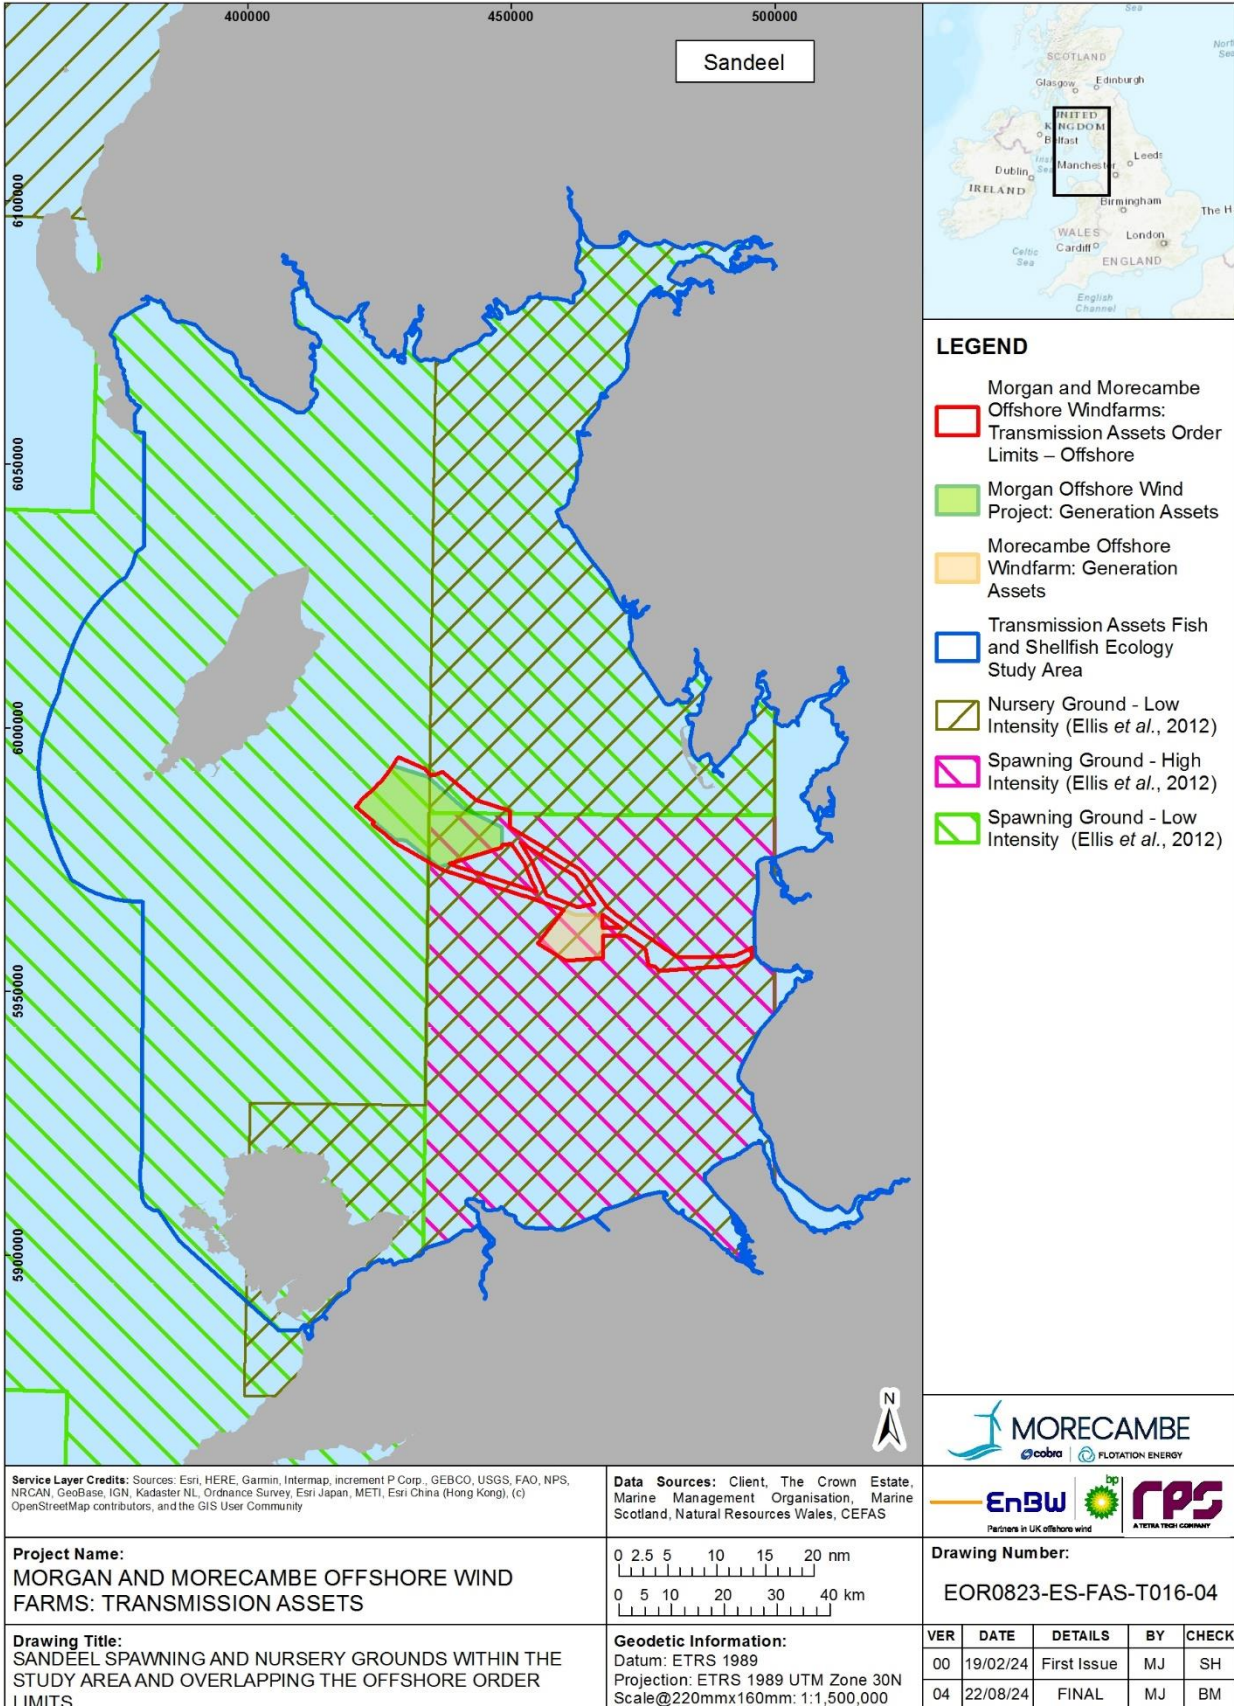 400000
450000
500000
Sandeel
6100000
6050000
6000000
5950000
5900000
N
Sea
North
Sea
SCOTLAND
Glasgow
Edinburgh
UNITED
KINGDOM
Belfast
Irish
Sea
Leeds
Manchester
Dublin
IRELAND
Birmingham
The H
WALES
London
Cardiff
Celtic
Sea
ENGLAND
English
Channel
LEGEND
Morgan and Morecambe
Offshore Windfarms:
Transmission Assets Order
Limits – Offshore
Morgan Offshore Wind
Project: Generation Assets
Morecambe Offshore
Windfarm: Generation
Assets
Transmission Assets Fish
and Shellfish Ecology
Study Area
Nursery Ground - Low
Intensity (Ellis et al., 2012)
Spawning Ground - High
Intensity (Ellis et al., 2012)
Spawning Ground - Low
Intensity (Ellis et al., 2012)
MORECAMBE
cobra FLOTATION ENERGY
EnBW bp
Partners in UK offshore wind
RPS
A TETRA TECH COMPANY
Service Layer Credits: Sources: Esri, HERE, Garmin, Intermap, increment P Corp., GEBCO, USGS, FAO, NPS,
NRCAN, GeoBase, IGN, Kadaster NL, Ordnance Survey, Esri Japan, METI, Esri China (Hong Kong), (c)
OpenStreetMap contributors, and the GIS User Community
Data Sources: Client, The Crown Estate,
Marine Management Organisation, Marine
Scotland, Natural Resources Wales, CEFAS
Project Name:
MORGAN AND MORECAMBE OFFSHORE WIND
FARMS: TRANSMISSION ASSETS
0 2.5 5 10 15 20 nm
0 5 10 20 30 40 km
Drawing Number:
EOR0823-ES-FAS-T016-04
Drawing Title:
SANDEEL SPAWNING AND NURSERY GROUNDS WITHIN THE
STUDY AREA AND OVERLAPPING THE OFFSHORE ORDER
LIMITS
Geodetic Information:
Datum: ETRS 1989
Projection: ETRS 1989 UTM Zone 30N
Scale@220mmx160mm: 1:1,500,000
VER DATE DETAILS BY CHECK
00 19/02/24 First Issue MJ SH
04 22/08/24 FINAL MJ BM